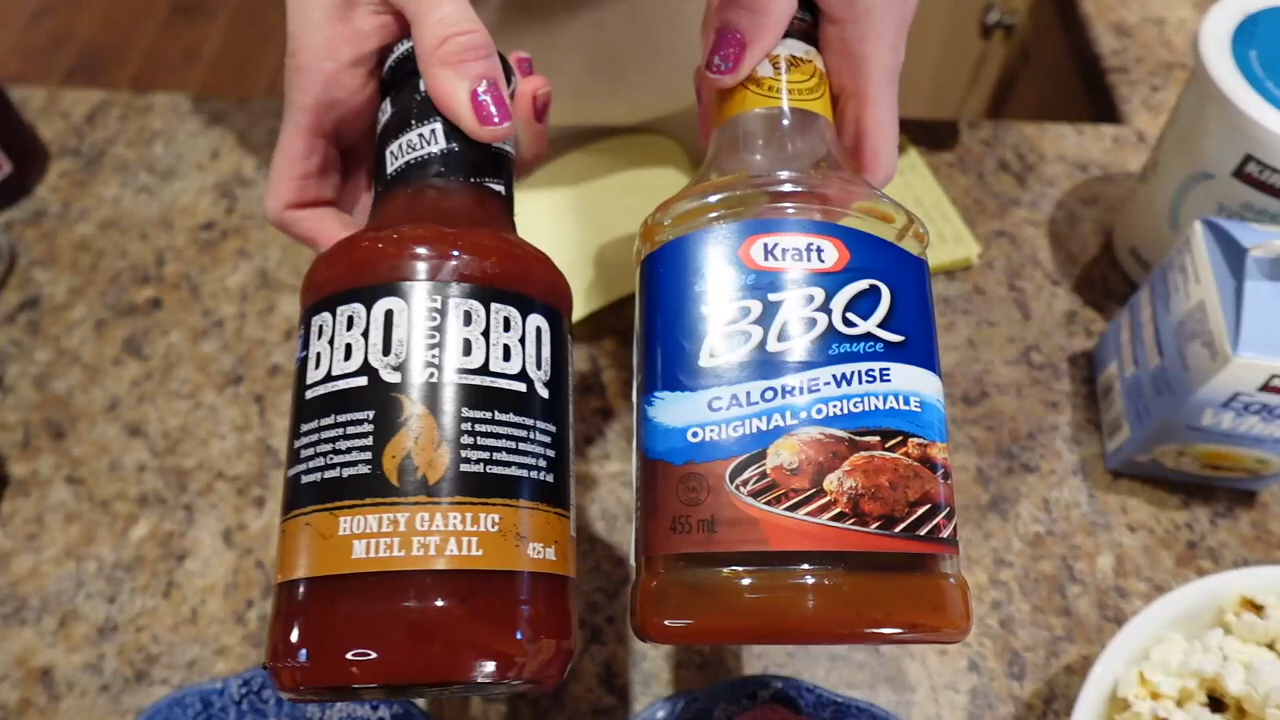 M&M
BBQ SAUCE BBQ
Sweet and savoury
barbecue sauce made
from vine-ripened
tomatoes with Canadian
honey and garlic
Sauce barbecue sucrée
et savoureuse à base
de tomates mûries sur
vigne rehaussée de
miel canadien et d'ail
HONEY GARLIC
MIEL ET AIL
425 mL
Kraft
BBQ
sauce
CALORIE-WISE
ORIGINAL • ORIGINALE
455 mL